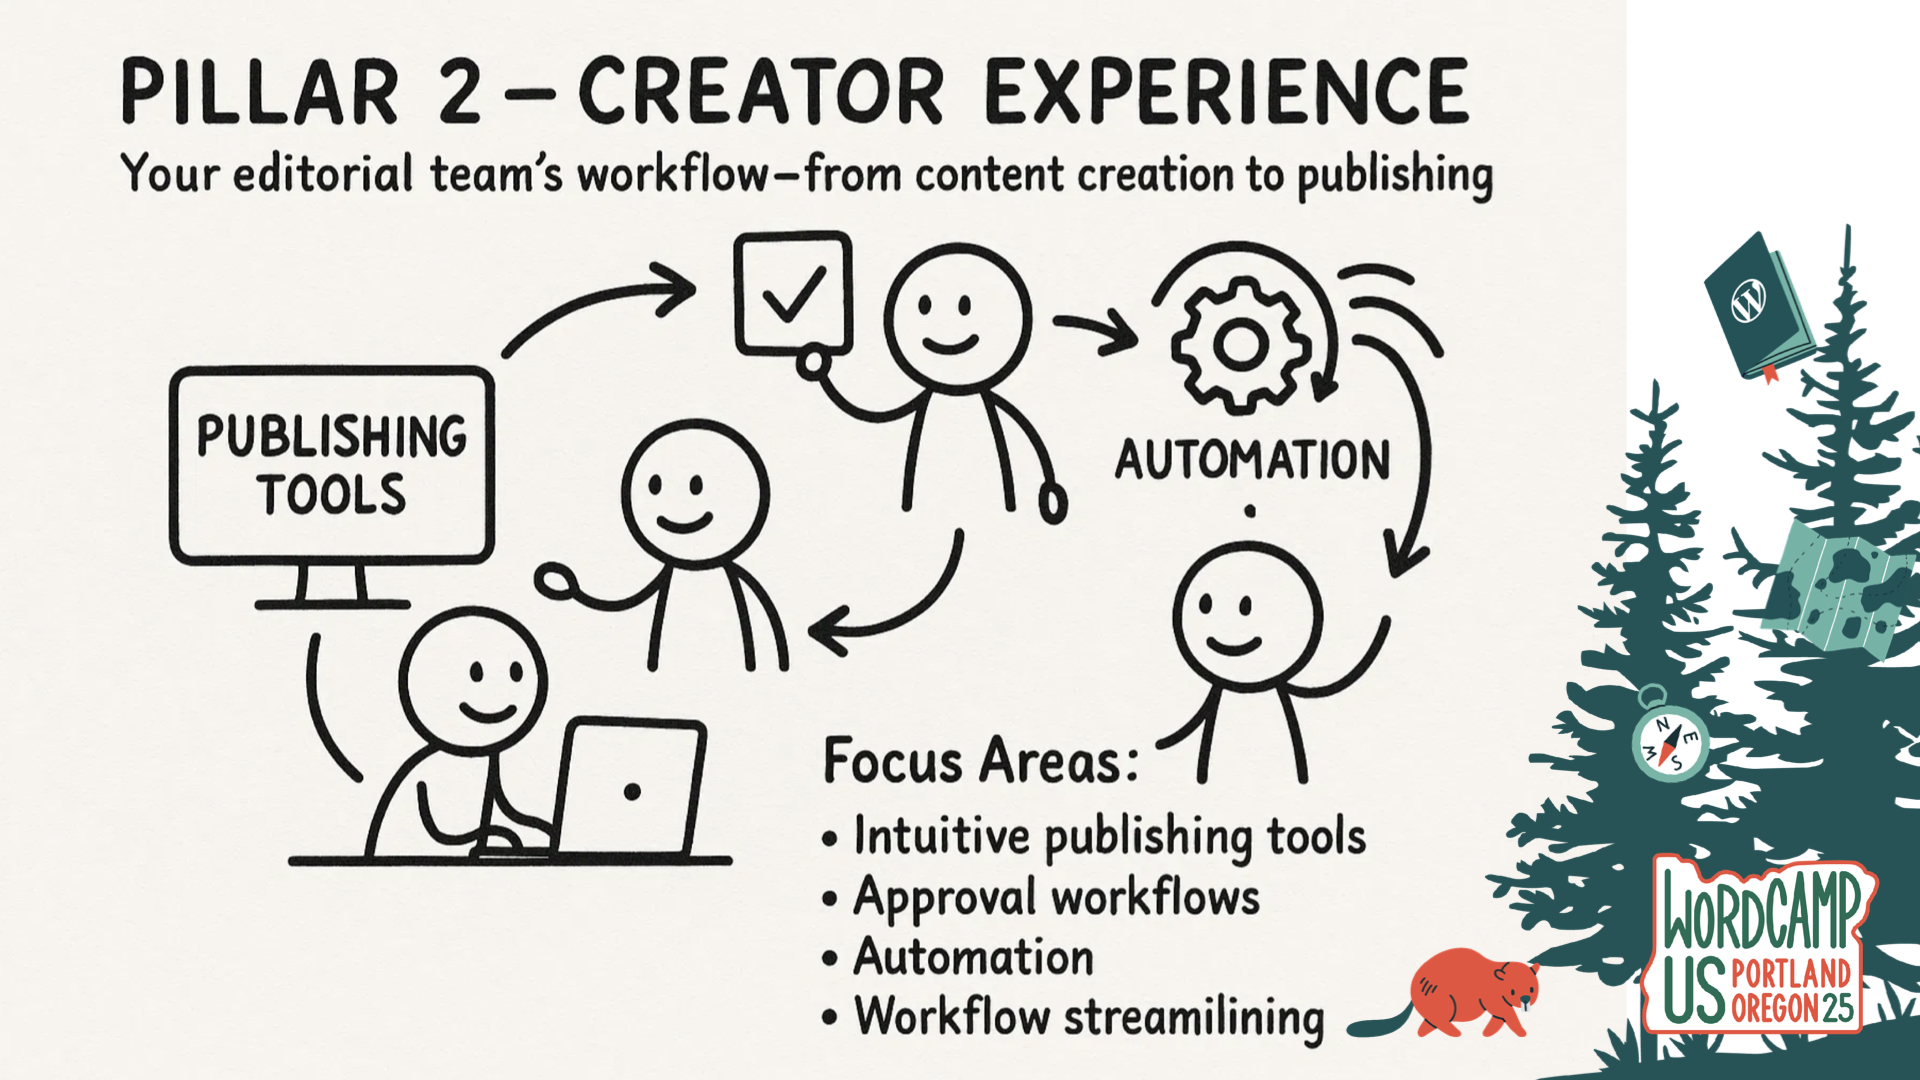 PILLAR 2 – CREATOR EXPERIENCE
Your editorial team's workflow–from content creation to publishing
PUBLISHING
TOOLS
AUTOMATION
Focus Areas:
• Intuitive publishing tools
• Approval workflows
• Automation
• Workflow streamilining
W
N
E
S
W
WORDCAMP
US PORTLAND
OREGON 25